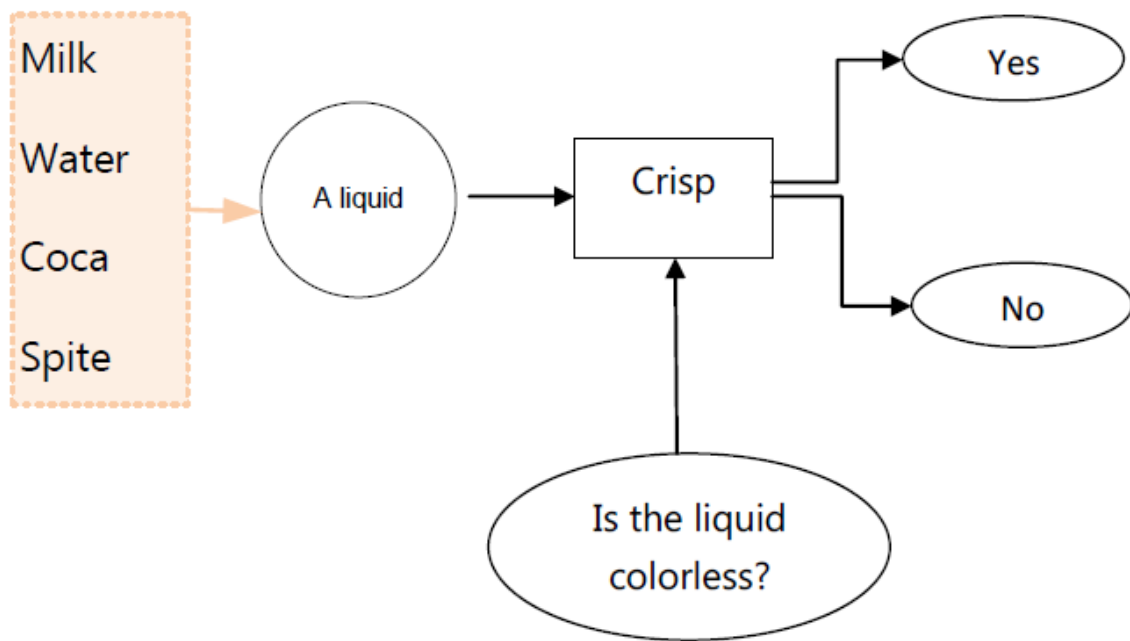 Milk
Water
Coca
Spite
A liquid
Crisp
Yes
No
Is the liquid
colorless?